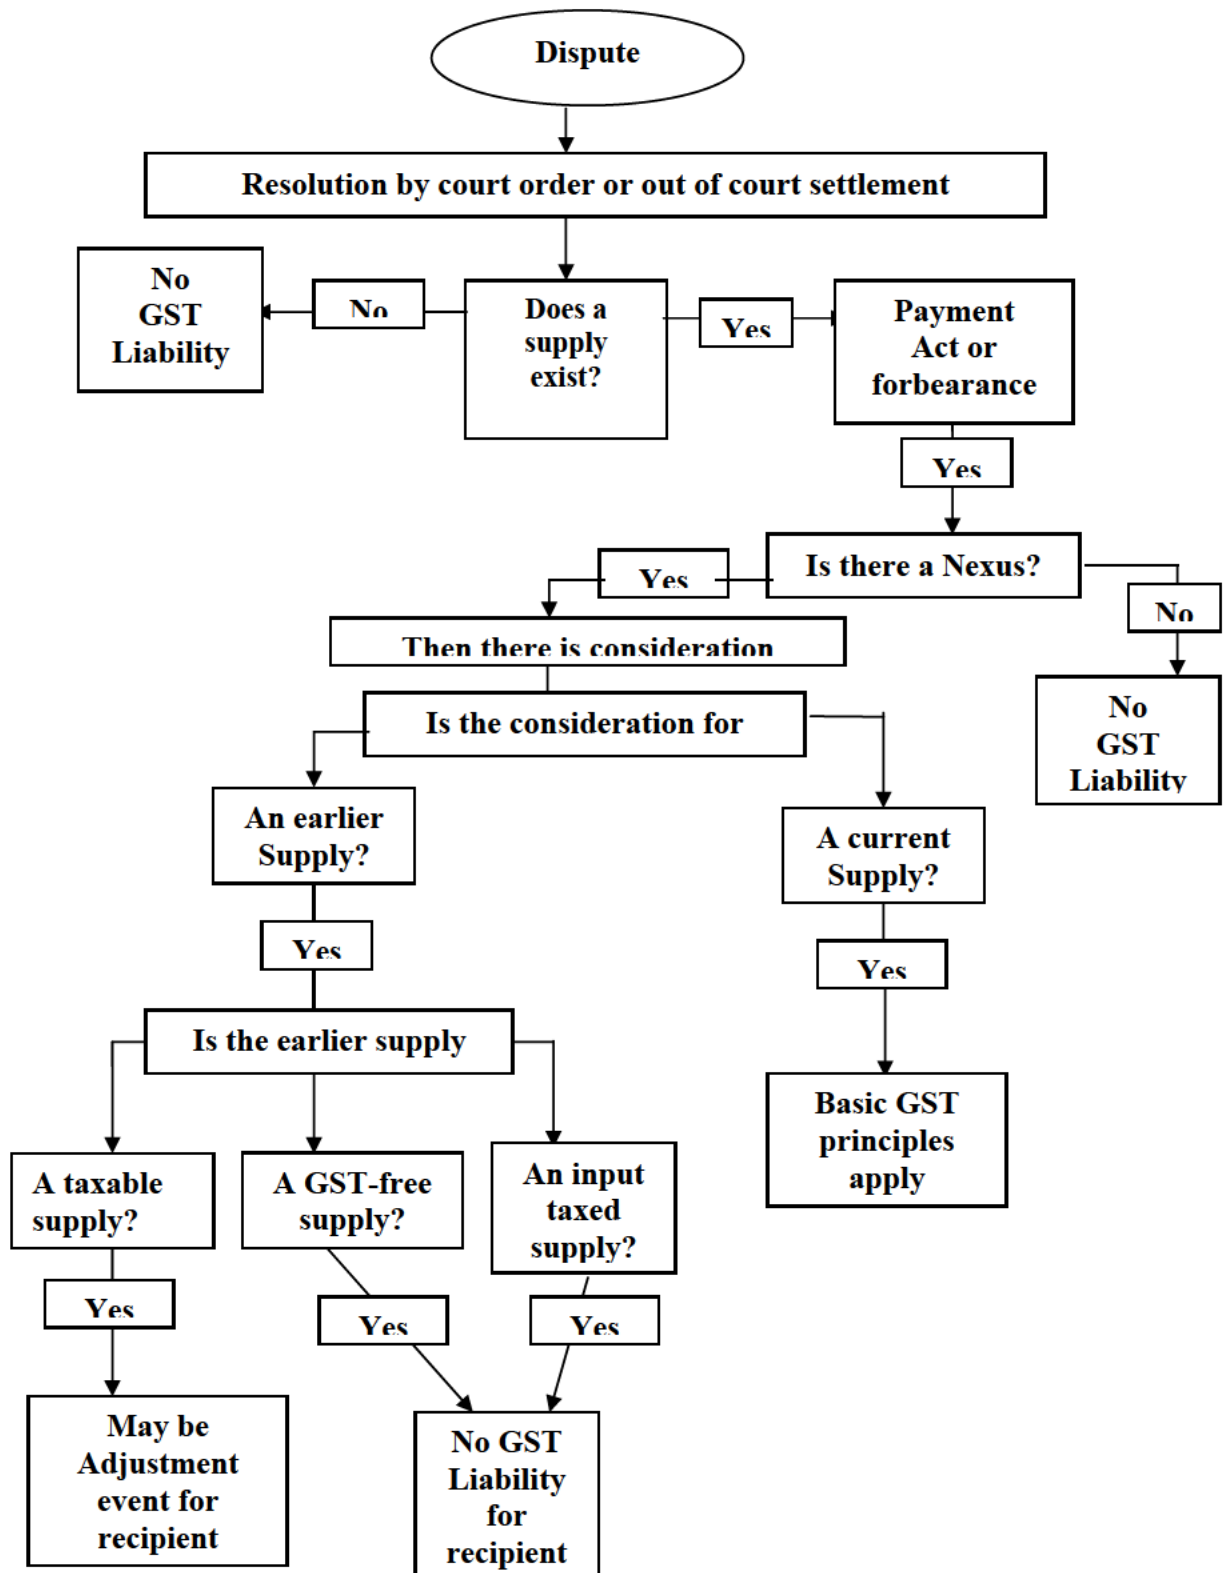 Dispute
Resolution by court order or out of court settlement
No
GST
Liability
No
Does a
supply
exist?
Yes
Payment
Act or
forbearance
Yes
Is there a Nexus?
Yes
No
Then there is consideration
No
GST
Liability
Is the consideration for
An earlier
Supply?
A current
Supply?
Yes
Yes
Is the earlier supply
Basic GST
principles
apply
A taxable
supply?
A GST-free
supply?
An input
taxed
supply?
Yes
Yes
Yes
May be
Adjustment
event for
recipient
No GST
Liability
for
recipient